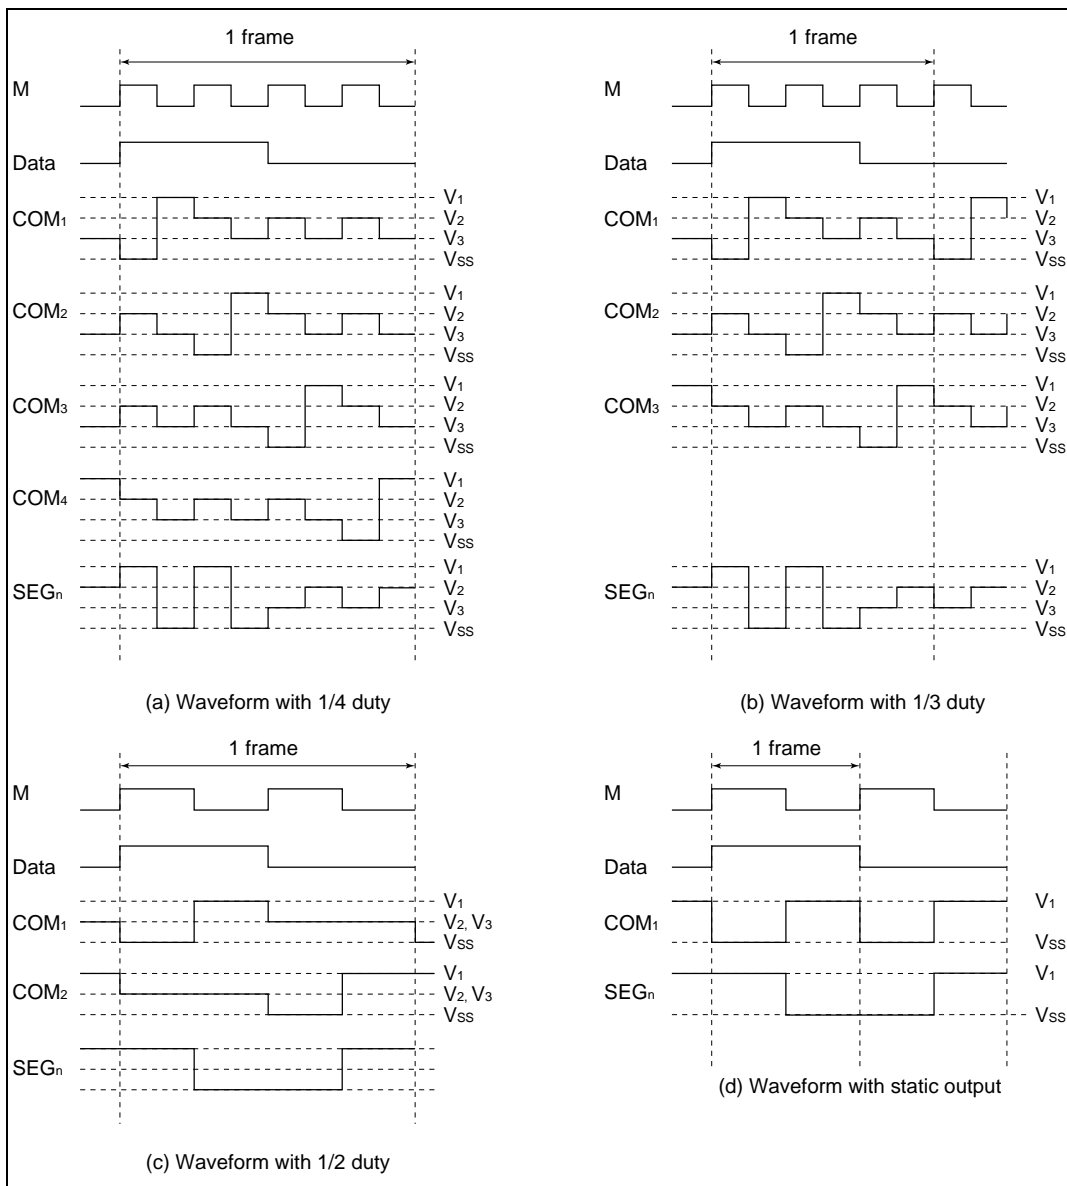 1 frame
M
Data
COM1
V1
V2
V3
VSS
COM2
V1
V2
V3
VSS
COM3
V1
V2
V3
VSS
COM4
V1
V2
V3
VSS
SEGn
V1
V2
V3
VSS
(a) Waveform with 1/4 duty
1 frame
M
Data
COM1
V1
V2
V3
VSS
COM2
V1
V2
V3
VSS
COM3
V1
V2
V3
VSS
SEGn
V1
V2
V3
VSS
(b) Waveform with 1/3 duty
1 frame
M
Data
COM1
V1
V2, V3
VSS
COM2
V1
V2, V3
VSS
SEGn
(c) Waveform with 1/2 duty
1 frame
M
Data
COM1
V1
VSS
SEGn
V1
VSS
(d) Waveform with static output